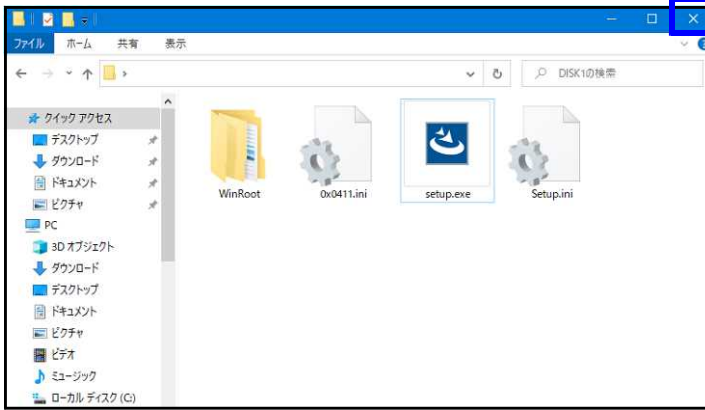 ファイル ホーム 共有 表示
DISK1の検索
クイック アクセス
デスクトップ
ダウンロード
ドキュメント
ピクチャ
PC
3D オブジェクト
ダウンロード
デスクトップ
ドキュメント
ピクチャ
ビデオ
ミュージック
ローカル ディスク (C:)
WinRoot 0x0411.ini setup.exe Setup.ini